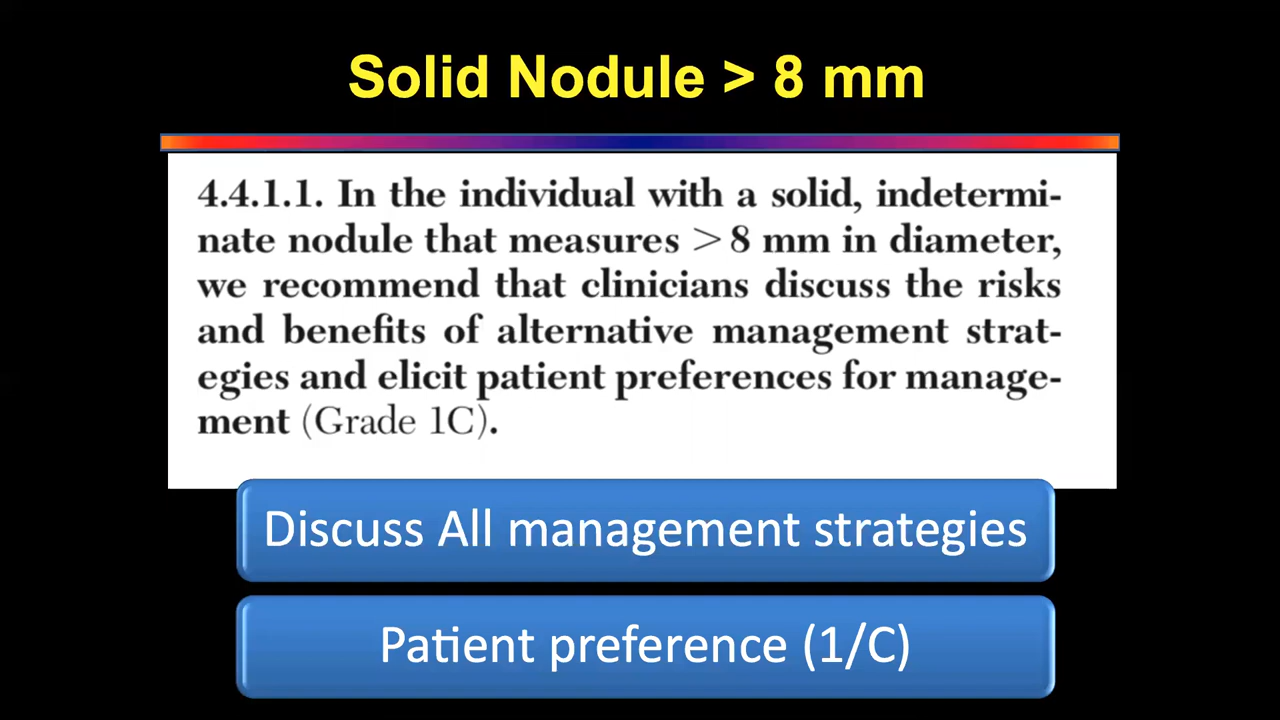 Solid Nodule > 8 mm
4.4.1.1. In the individual with a solid, indetermi-
nate nodule that measures >8 mm in diameter,
we recommend that clinicians discuss the risks
and benefits of alternative management strat-
egies and elicit patient preferences for manage-
ment (Grade 1C).
Discuss All management strategies
Patient preference (1/C)